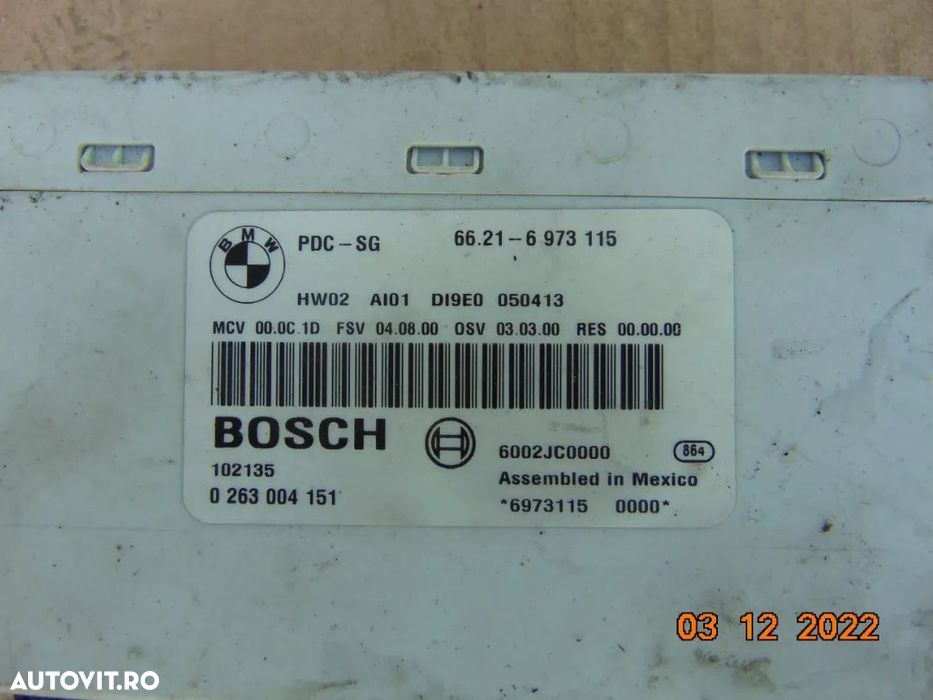 BMW PDC – SG 66.21 – 6 973 115
HW02 AI01 DI9E0 050413
MCV 00.0C.1D FSV 04.08.00 OSV 03.03.00 RES 00.00.00
BOSCH
6002JC0000 864
102135 Assembled in Mexico
0 263 004 151 *6973115 0000*
03 12 2022
AUTOVIT.RO